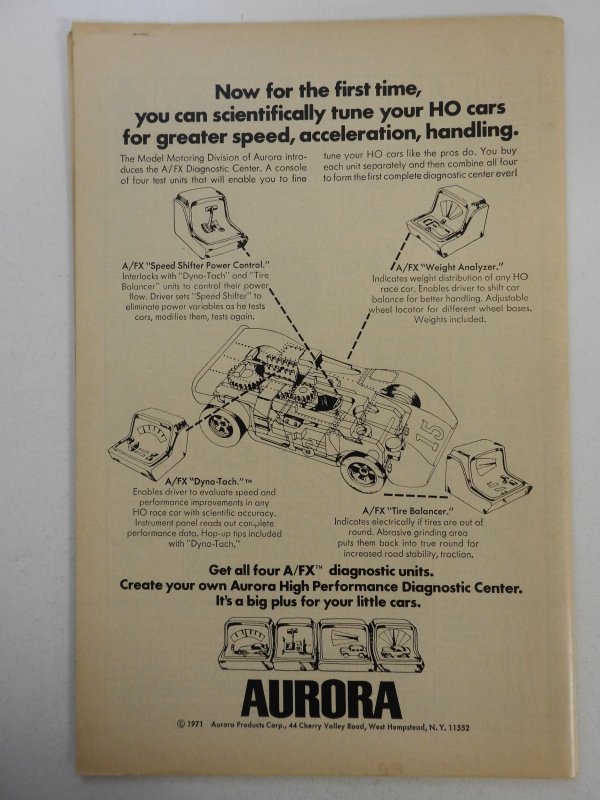 Now for the first time,
you can scientifically tune your HO cars
for greater speed, acceleration, handling.
The Model Motoring Division of Aurora intro-
duces the A/FX Diagnostic Center. A console
of four test units that will enable you to fine
tune your HO cars like the pros do. You buy
each unit separately and then combine all four
to form the first complete diagnostic center ever!
A/FX "Speed Shifter Power Control."
Interlocks with "Dyno-Tach" and "Tire
Balancer" units to control their power
flow. Driver sets "Speed Shifter" to
eliminate power variables as he tests
cars, modifies them, tests again.
A/FX "Weight Analyzer."
Indicates weight distribution of any HO
race car. Enables driver to shift car
balance for better handling. Adjustable
wheel locator for different wheel bases.
Weights included.
15
A/FX "Dyno-Tach."™
Enables driver to evaluate speed and
performance improvements in any
HO race car with scientific accuracy.
Instrument panel reads out complete
performance data. Hop-up tips included
with "Dyno-Tach."
A/FX "Tire Balancer."
Indicates electrically if tires are out of
round. Abrasive grinding area
puts them back into true round for
increased road stability, traction.
Get all four A/FX™ diagnostic units.
Create your own Aurora High Performance Diagnostic Center.
It's a big plus for your little cars.
AURORA
© 1971 Aurora Products Corp., 44 Cherry Valley Road, West Hempstead, N. Y. 11552